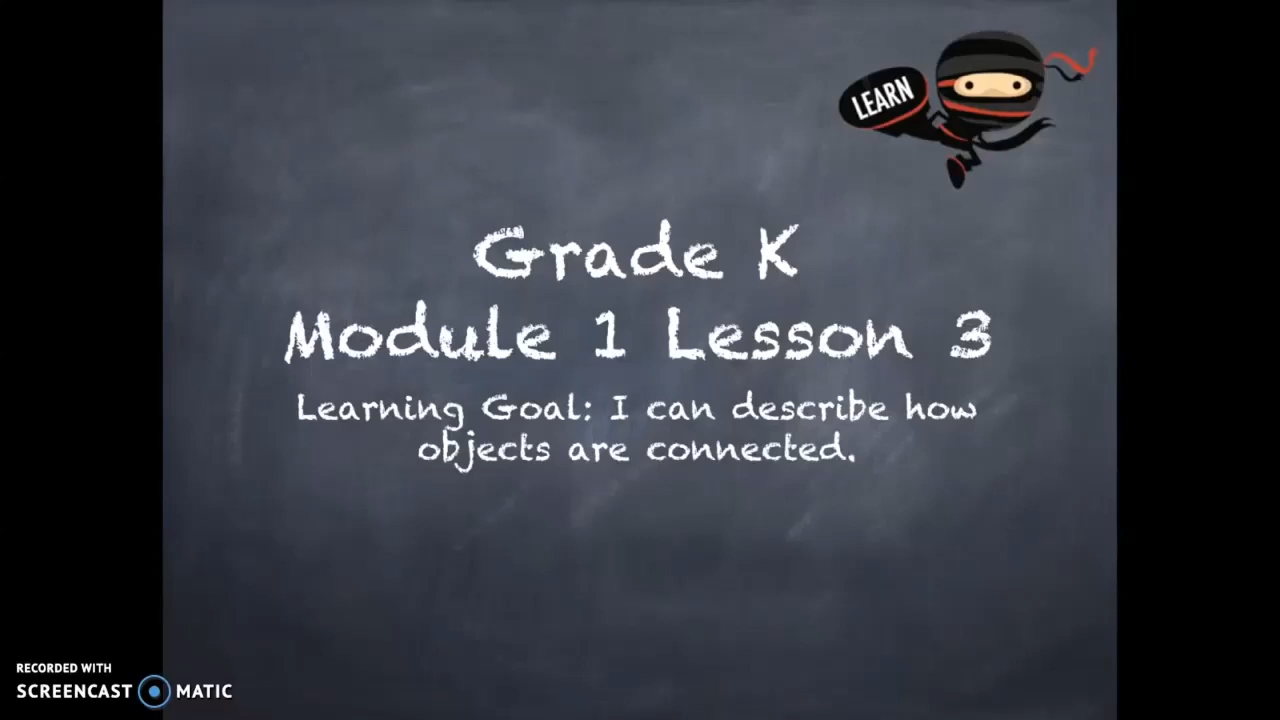 LEARN
Grade K
Module 1 Lesson 3
Learning Goal: I can describe how
objects are connected.
RECORDED WITH
SCREENCAST MATIC